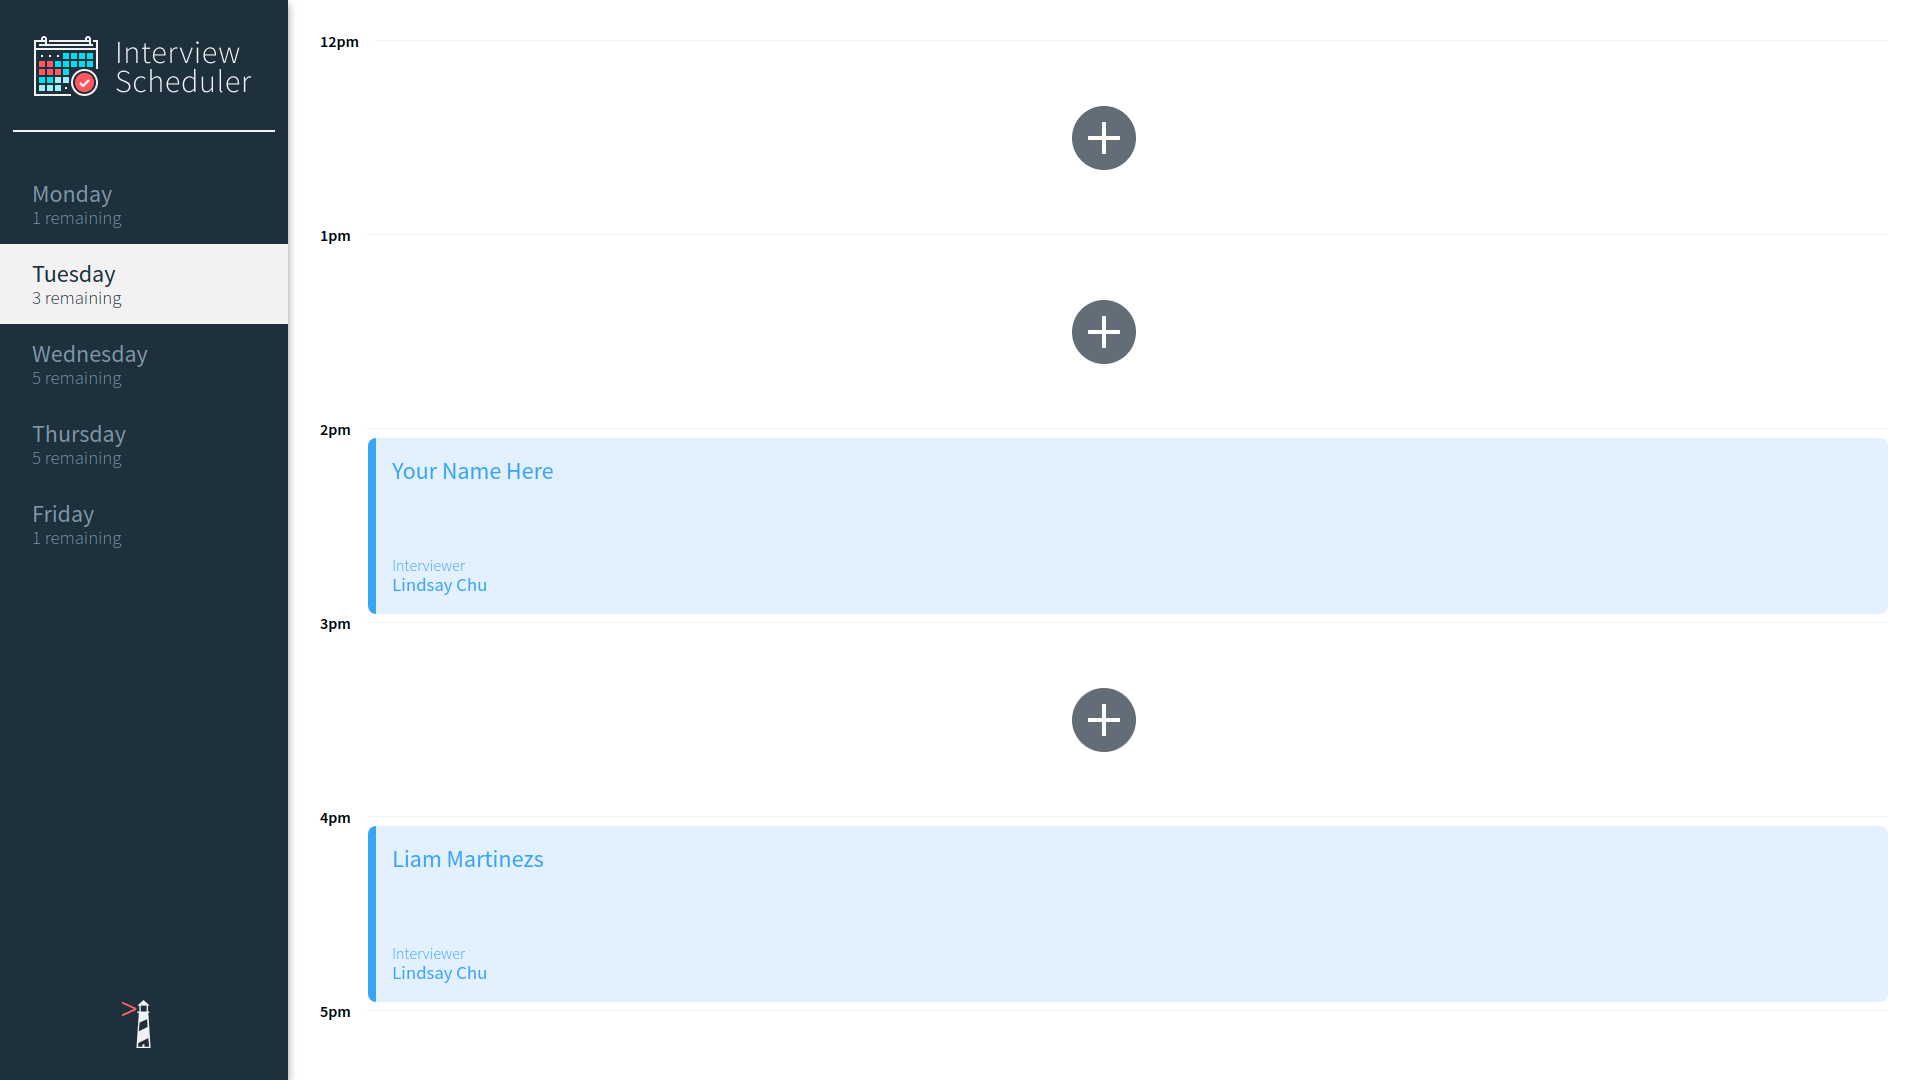 Interview
Scheduler
Monday
1 remaining
Tuesday
3 remaining
Wednesday
5 remaining
Thursday
5 remaining
Friday
1 remaining
12pm
1pm
2pm
Your Name Here
Interviewer
Lindsay Chu
3pm
4pm
Liam Martinezs
Interviewer
Lindsay Chu
5pm